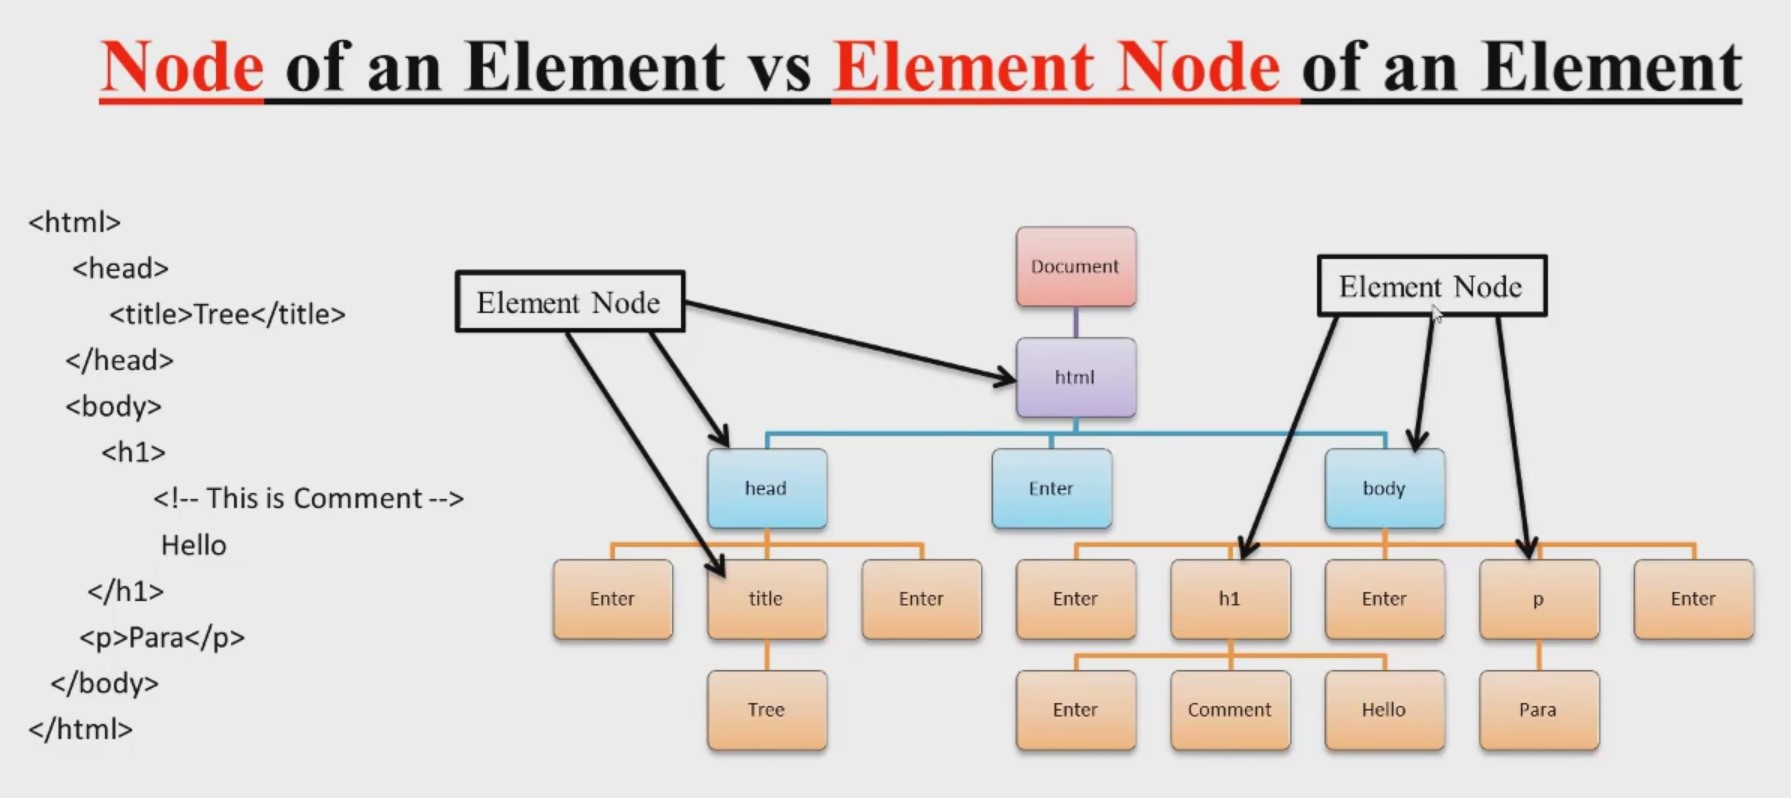 Node of an Element vs Element Node of an Element
<html>
<head>
<title>Tree</title>
</head>
<body>
<h1>
<!-- This is Comment -->
Hello
</h1>
<p>Para</p>
</body>
</html>
Element Node
Document
Element Node
html
head
Enter
body
Enter
title
Enter
Enter
h1
Enter
p
Enter
Tree
Enter
Comment
Hello
Para